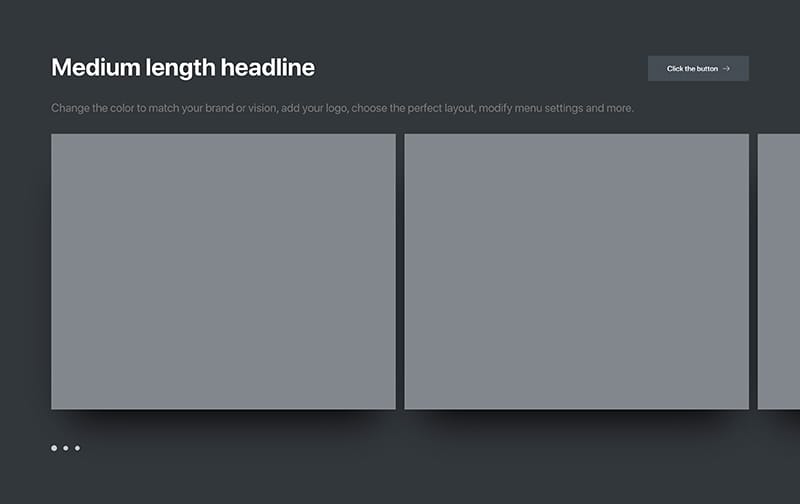 Medium length headline
Click the button →
Change the color to match your brand or vision, add your logo, choose the perfect layout, modify menu settings and more.